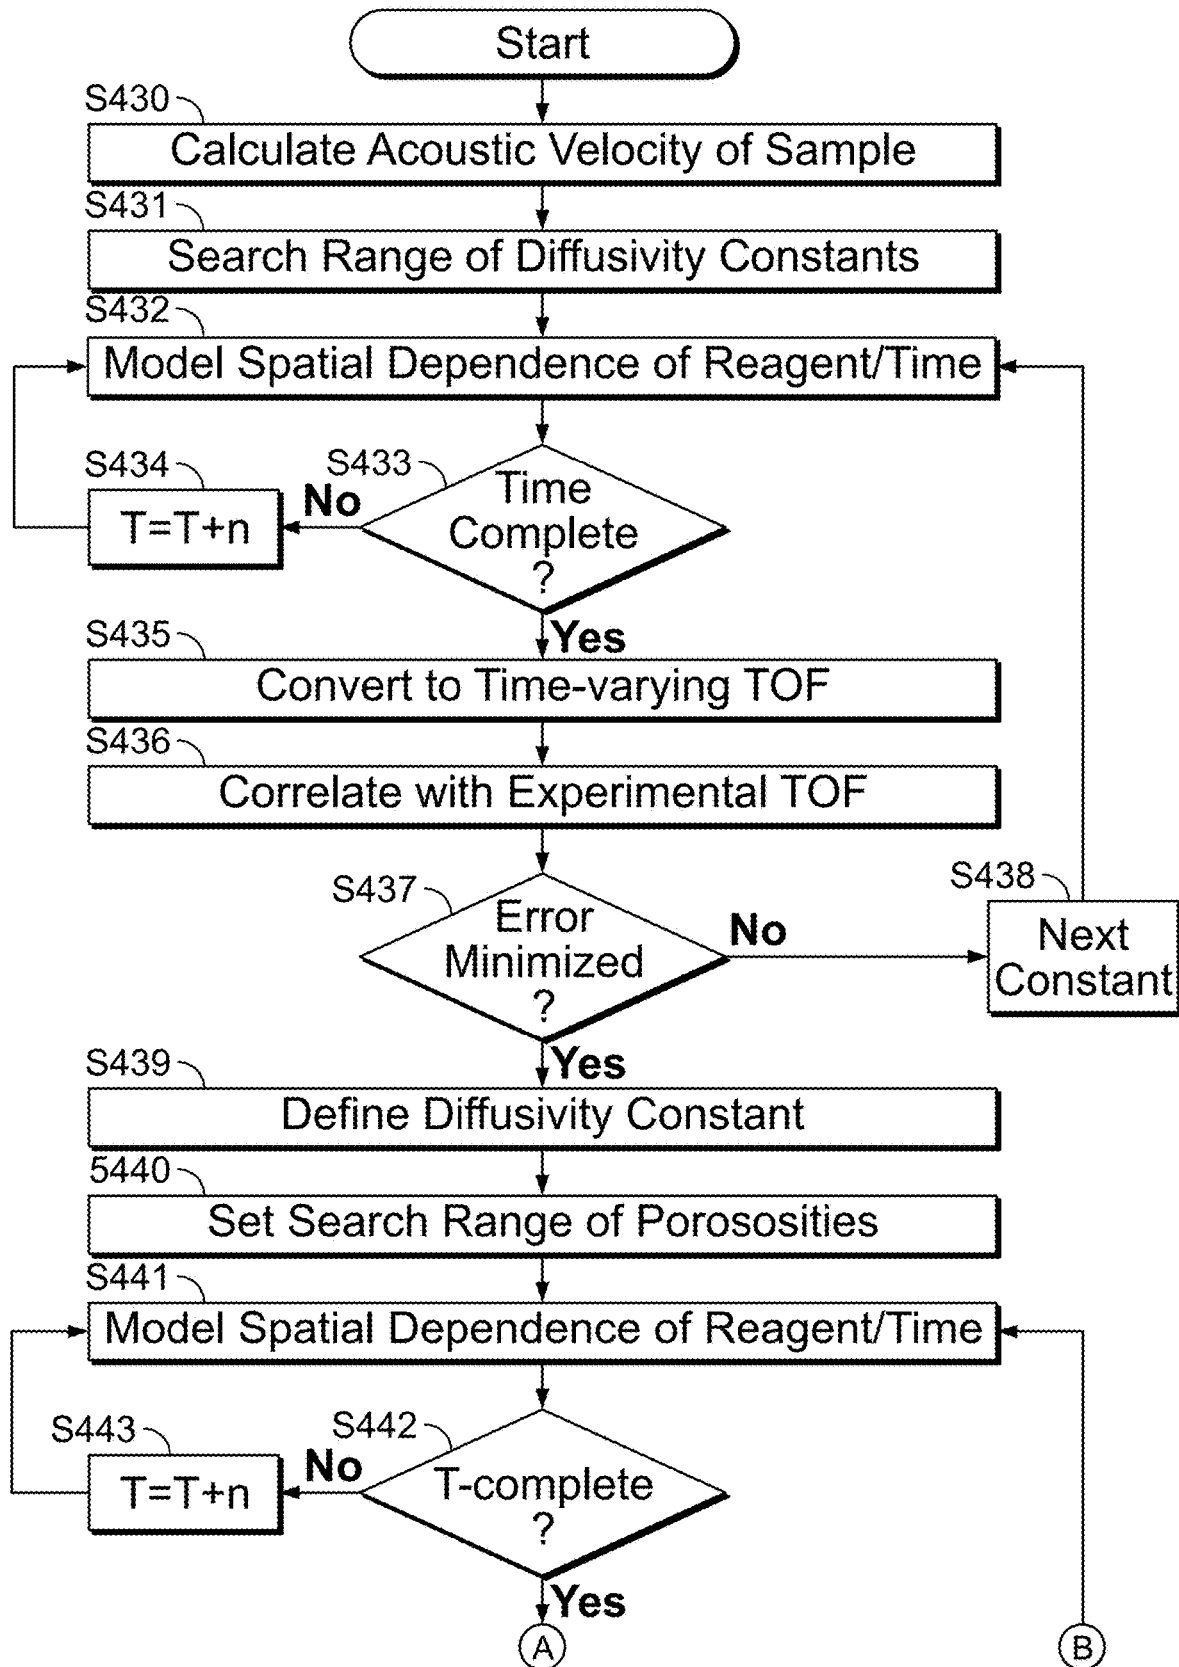 Start
S430
Calculate Acoustic Velocity of Sample
S431
Search Range of Diffusivity Constants
S432
Model Spatial Dependence of Reagent/Time
S433
Time
Complete
?
No
S434
T=T+n
Yes
S435
Convert to Time-varying TOF
S436
Correlate with Experimental TOF
S437
Error
Minimized
?
No
S438
Next
Constant
Yes
S439
Define Diffusivity Constant
5440
Set Search Range of Porososities
S441
Model Spatial Dependence of Reagent/Time
S442
T-complete
?
No
S443
T=T+n
Yes
A
B